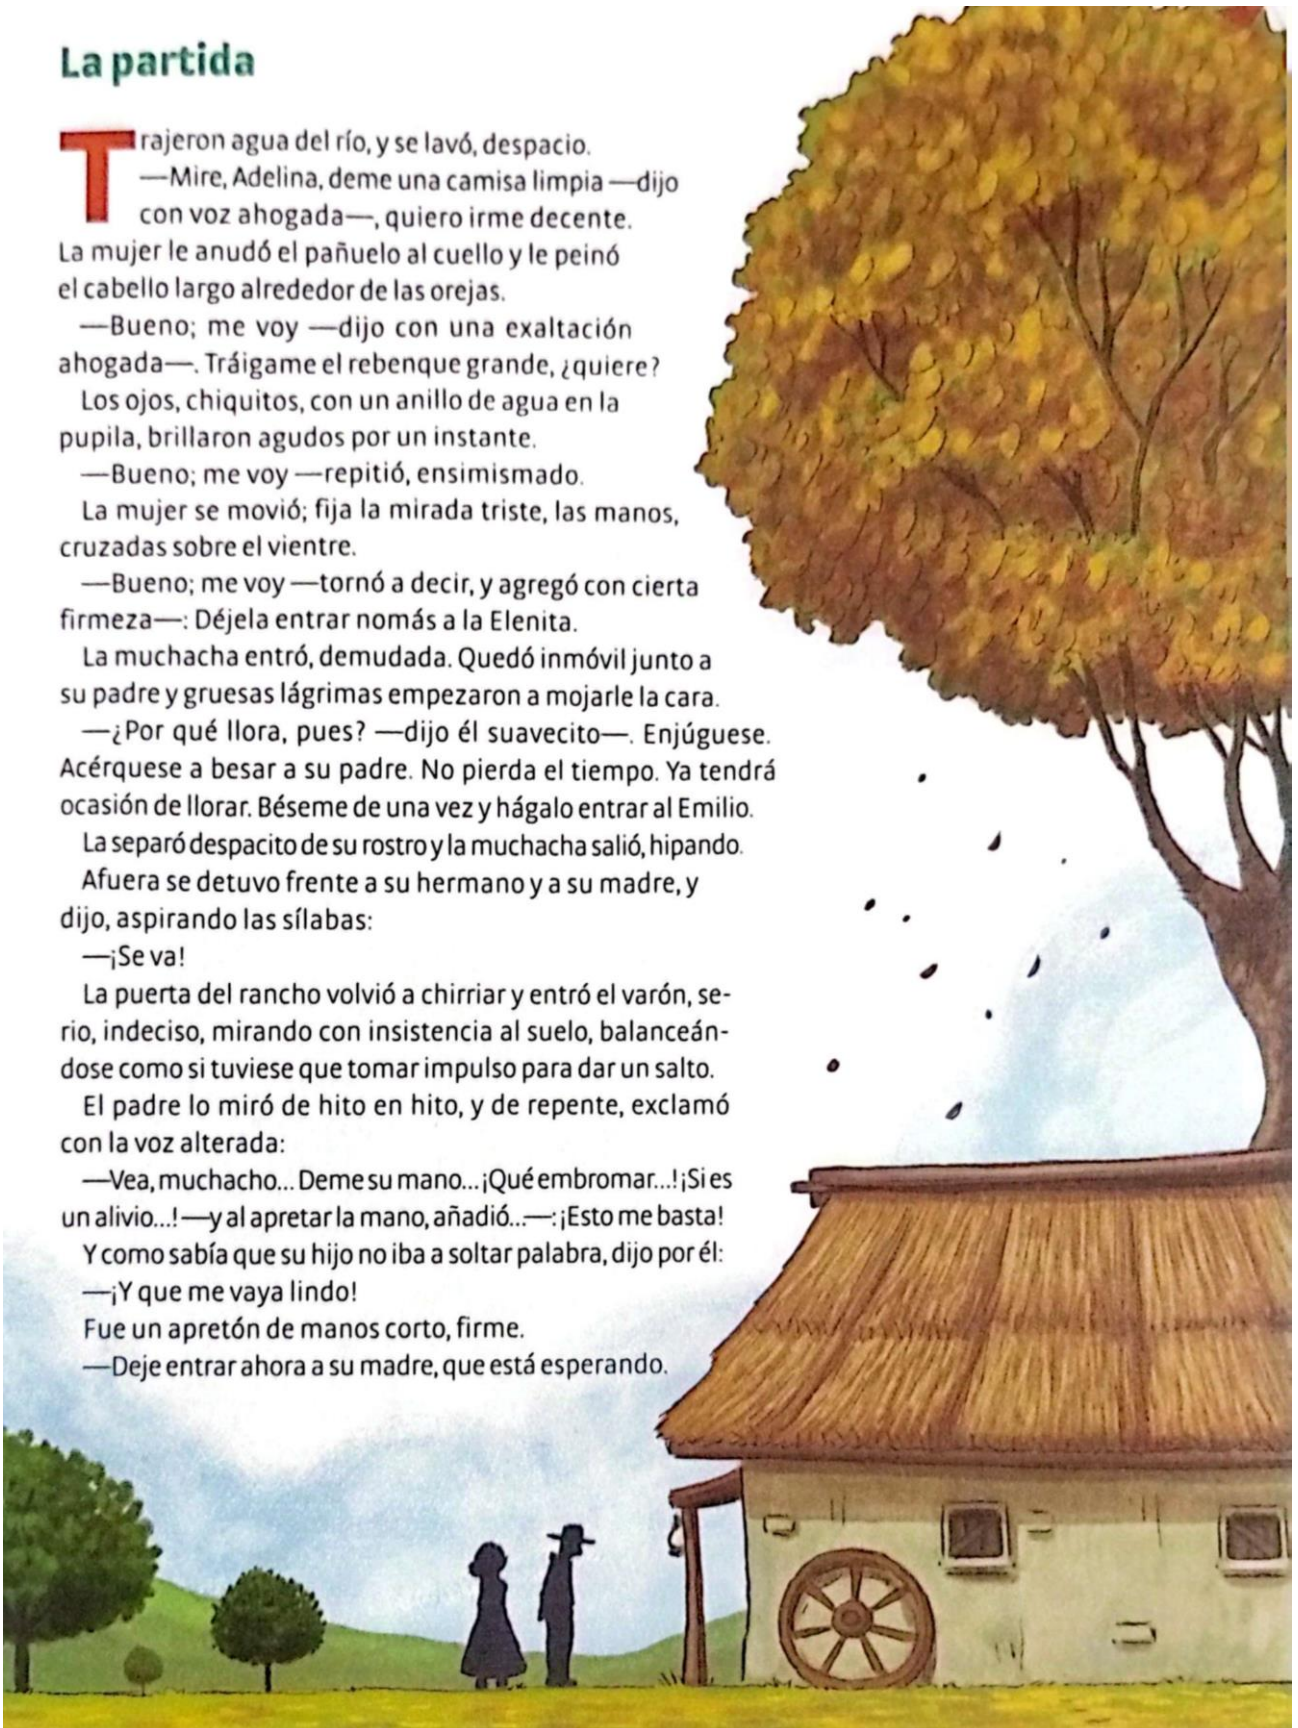 La partida
Trajeron agua del río, y se lavó, despacio.
—Mire, Adelina, deme una camisa limpia —dijo
con voz ahogada—, quiero irme decente.
La mujer le anudó el pañuelo al cuello y le peinó
el cabello largo alrededor de las orejas.
—Bueno; me voy —dijo con una exaltación
ahogada—. Tráigame el rebenque grande, ¿quiere?
Los ojos, chiquitos, con un anillo de agua en la
pupila, brillaron agudos por un instante.
—Bueno; me voy —repitió, ensimismado.
La mujer se movió; fija la mirada triste, las manos,
cruzadas sobre el vientre.
—Bueno; me voy —tornó a decir, y agregó con cierta
firmeza—: Déjela entrar nomás a la Elenita.
La muchacha entró, demudada. Quedó inmóvil junto a
su padre y gruesas lágrimas empezaron a mojarle la cara.
—¿Por qué llora, pues? —dijo él suavecito—. Enjúguese.
Acérquese a besar a su padre. No pierda el tiempo. Ya tendrá
ocasión de llorar. Béseme de una vez y hágalo entrar al Emilio.
La separó despacito de su rostro y la muchacha salió, hipando.
Afuera se detuvo frente a su hermano y a su madre, y
dijo, aspirando las sílabas:
—¡Se va!
La puerta del rancho volvió a chirriar y entró el varón, se-
rio, indeciso, mirando con insistencia al suelo, balanceán-
dose como si tuviese que tomar impulso para dar un salto.
El padre lo miró de hito en hito, y de repente, exclamó
con la voz alterada:
—Vea, muchacho... Deme su mano... ¡Qué embromar...! ¡Si es
un alivio...! —y al apretar la mano, añadió...—: ¡Esto me basta!
Y como sabía que su hijo no iba a soltar palabra, dijo por él:
—¡Y que me vaya lindo!
Fue un apretón de manos corto, firme.
—Deje entrar ahora a su madre, que está esperando.